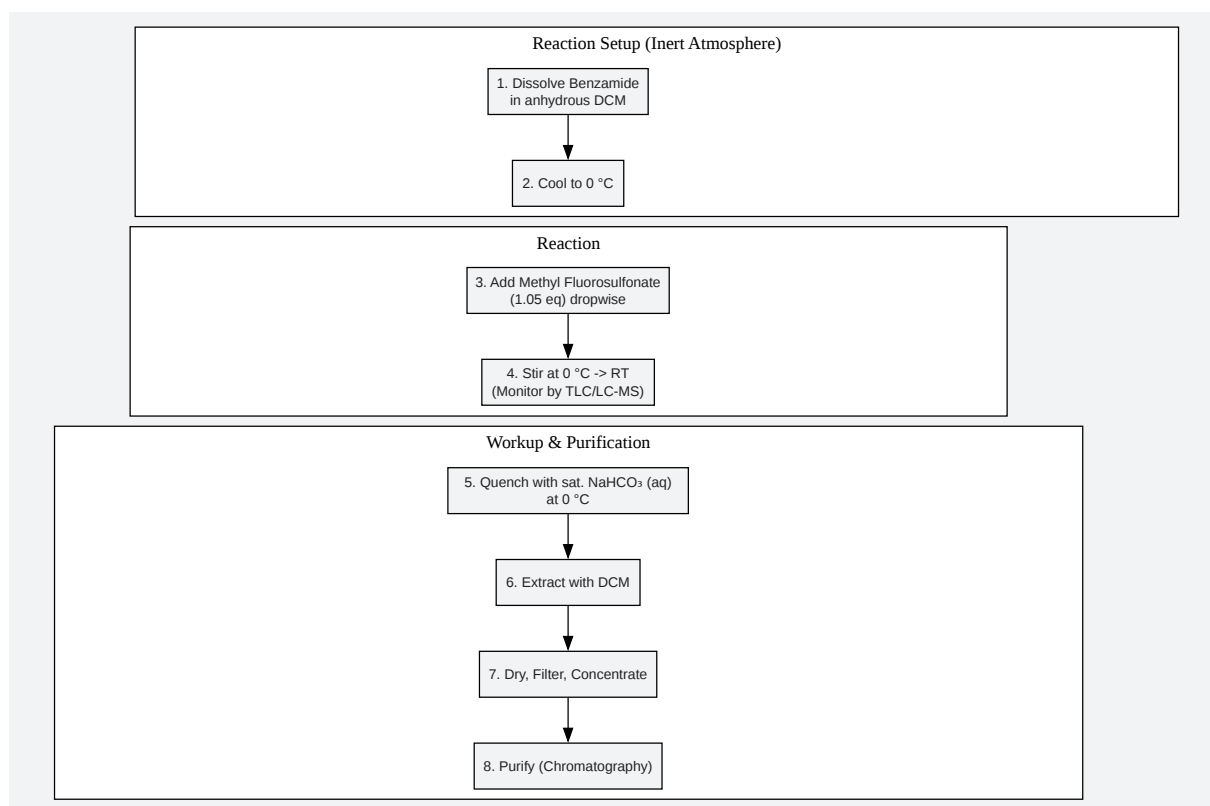 Reaction Setup (Inert Atmosphere)
1. Dissolve Benzamide
in anhydrous DCM
2. Cool to 0 °C
Reaction
3. Add Methyl Fluorosulfonate
(1.05 eq) dropwise
4. Stir at 0 °C -> RT
(Monitor by TLC/LC-MS)
Workup & Purification
5. Quench with sat. NaHCO₃ (aq)
at 0 °C
6. Extract with DCM
7. Dry, Filter, Concentrate
8. Purify (Chromatography)